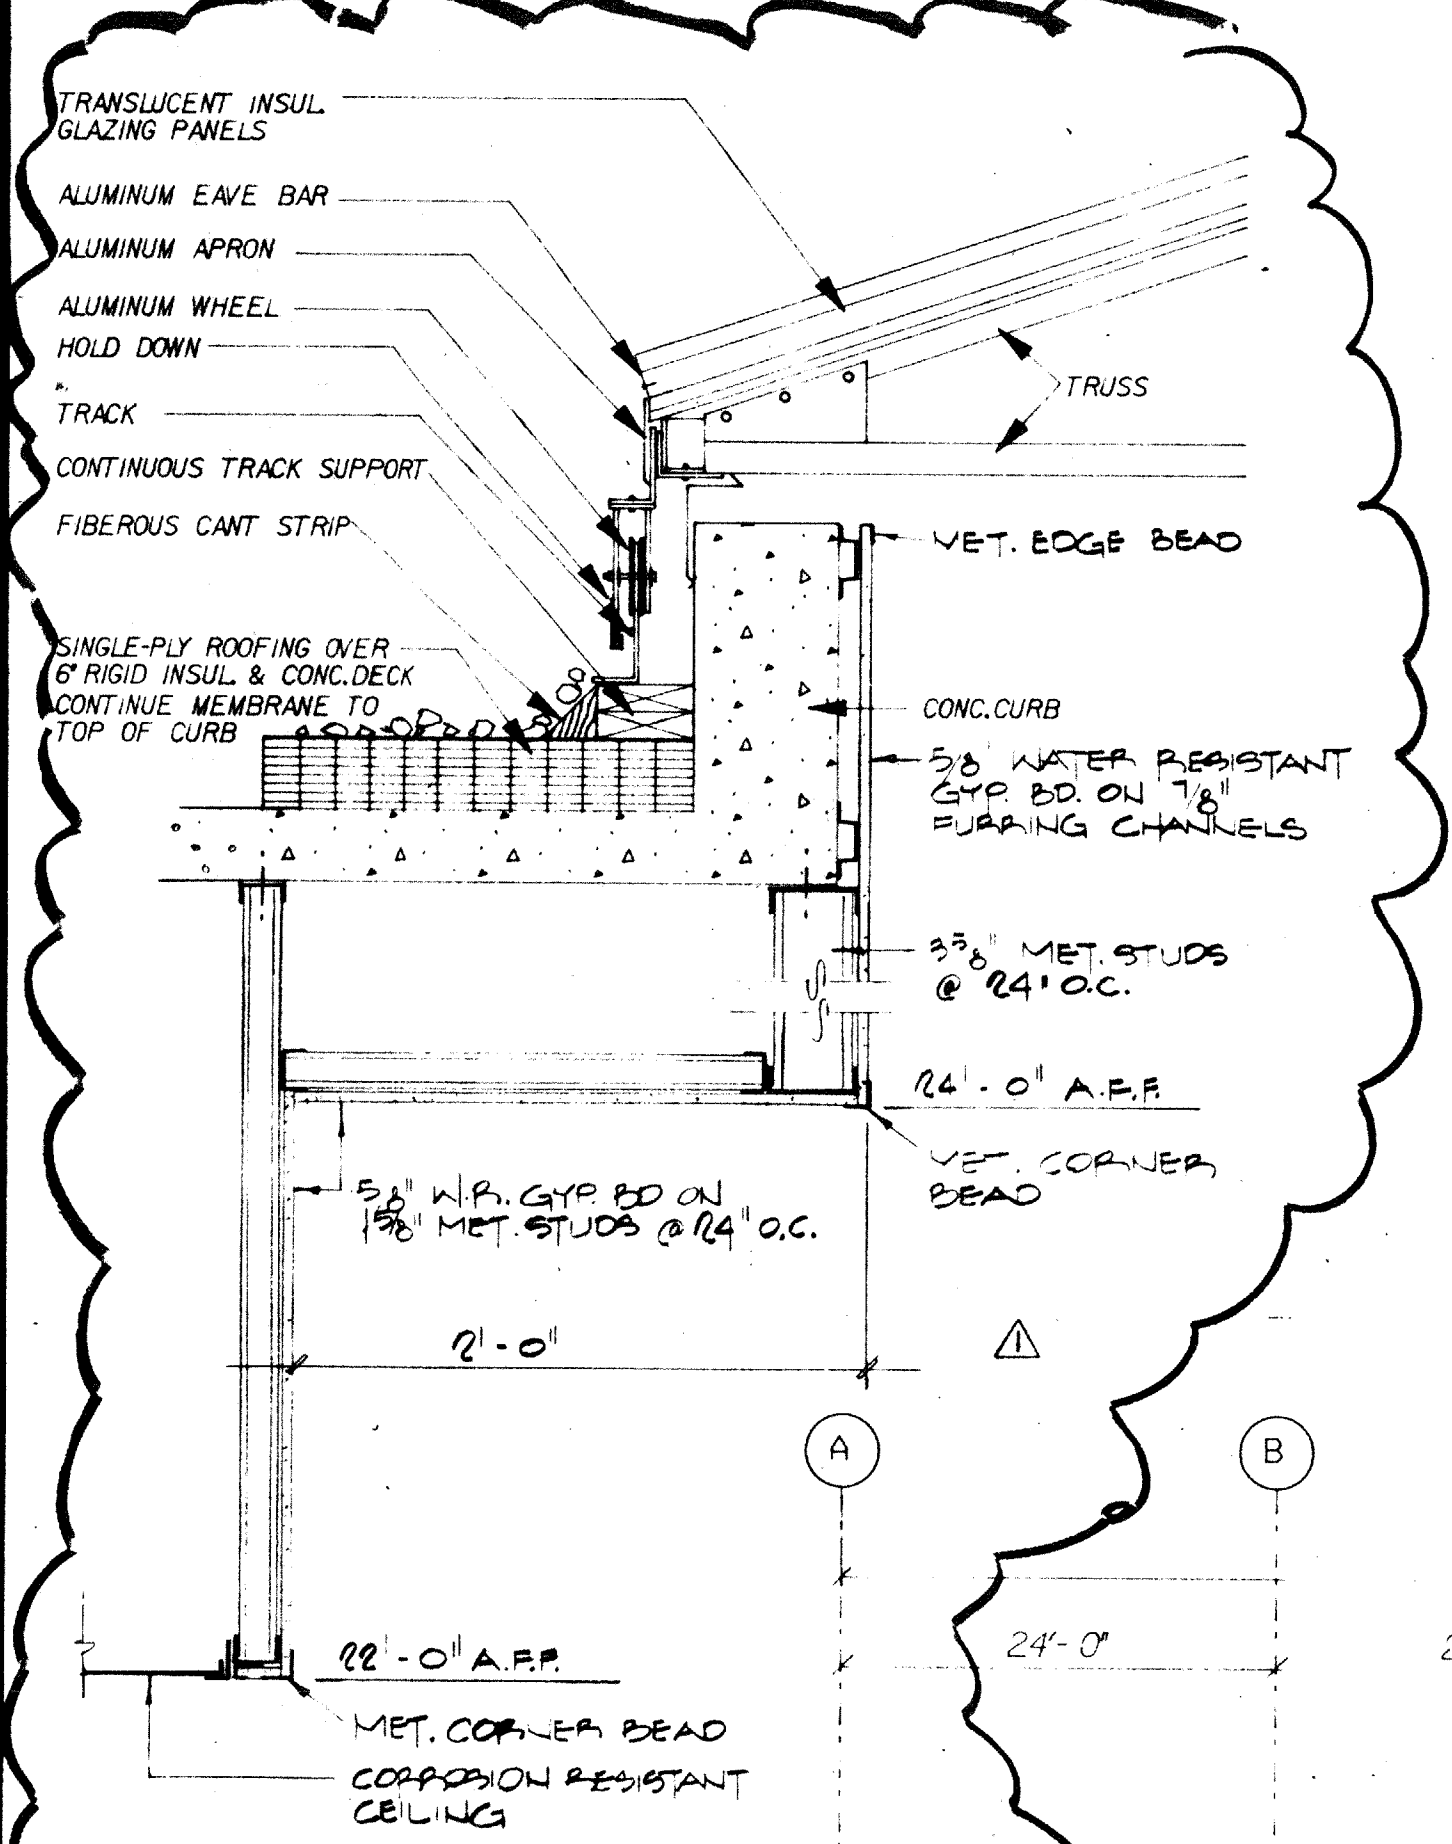 TRANSLUCENT INSUL.
GLAZING PANELS
ALUMINUM EAVE BAR
ALUMINUM APRON
ALUMINUM WHEEL
HOLD DOWN
TRACK
CONTINUOUS TRACK SUPPORT
FIBEROUS CANT STRIP
SINGLE-PLY ROOFING OVER
6" RIGID INSUL. & CONC. DECK
CONTINUE MEMBRANE TO
TOP OF CURB
TRUSS
MET. EDGE BEAD
CONC. CURB
5/8" WATER RESISTANT
GYP. BD. ON 7/8"
FURRING CHANNELS
3 5/8" MET. STUDS
@ 24" O.C.
24'-0" A.F.F.
MET. CORNER
BEAD
5/8" W.R. GYP. BD ON
1 5/8" MET. STUDS @ 24" O.C.
2'-0"
1
A
B
24'-0"
22'-0" A.F.F.
MET. CORNER BEAD
CORROSION RESISTANT
CEILING